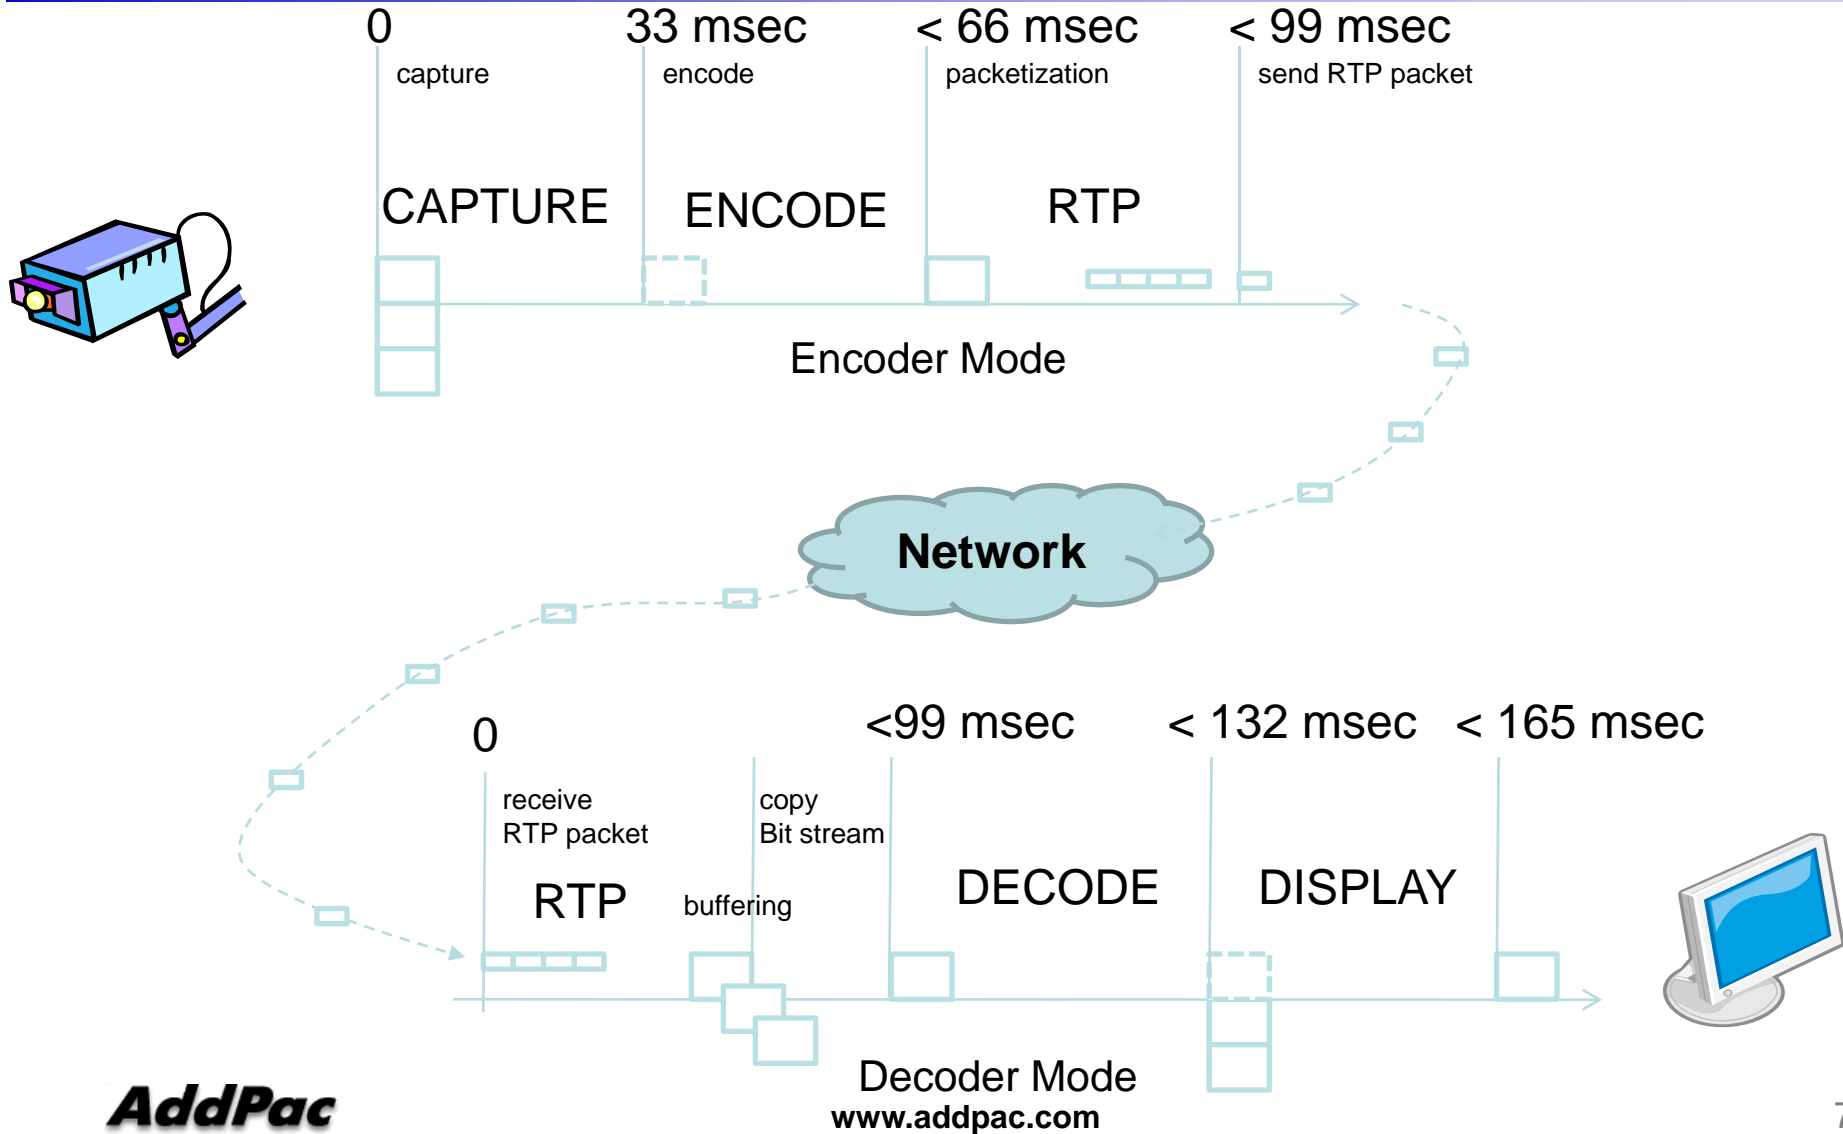 0
33 msec
< 66 msec
< 99 msec
capture
encode
packetization
send RTP packet
CAPTURE
ENCODE
RTP
Encoder Mode
Network
0
<99 msec
< 132 msec
< 165 msec
receive
RTP packet
copy
Bit stream
RTP
buffering
DECODE
DISPLAY
Decoder Mode
AddPac
www.addpac.com